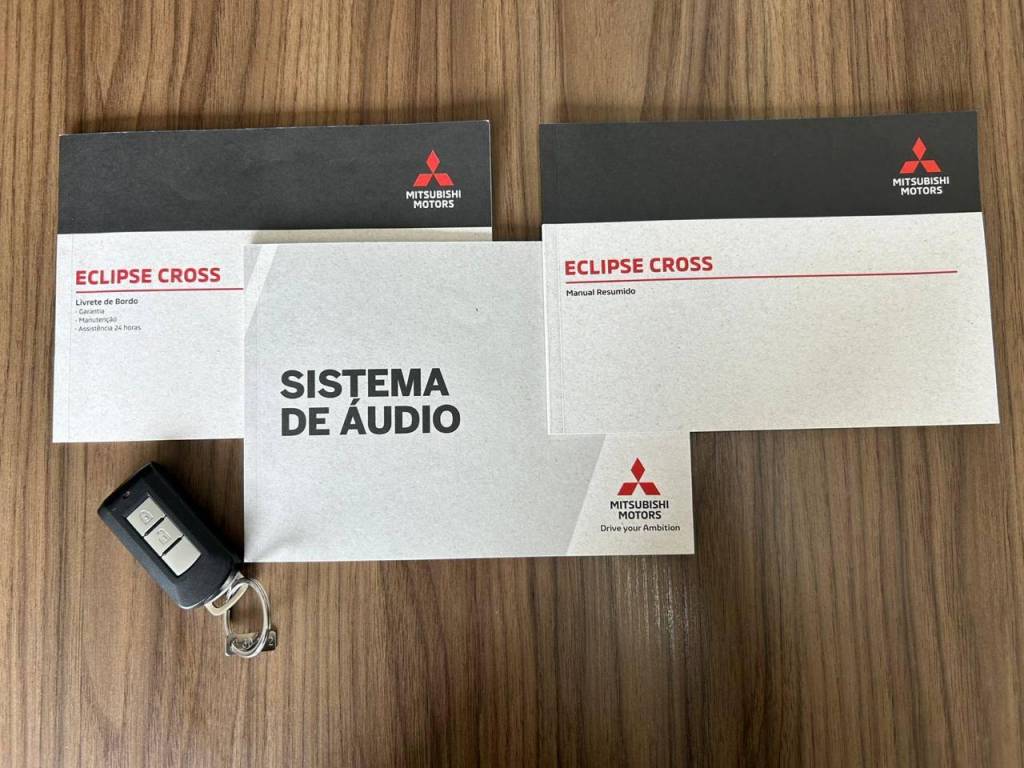 MITSUBISHI
MOTORS
ECLIPSE CROSS
Livrete de Bordo
- Garantia
- Manutenção
- Assistência 24 horas
MITSUBISHI
MOTORS
ECLIPSE CROSS
Manual Resumido
SISTEMA
DE ÁUDIO
MITSUBISHI
MOTORS
Drive your Ambition